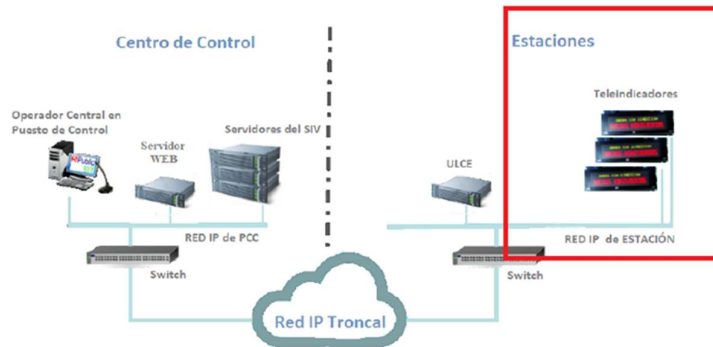 Centro de Control
Estaciones
Operador Central en
Puesto de Control
Servidor
WEB
Servidores del SIV
Teleindicadores
ULCE
RED IP de PCC
RED IP de ESTACIÓN
Switch
Switch
Red IP Troncal